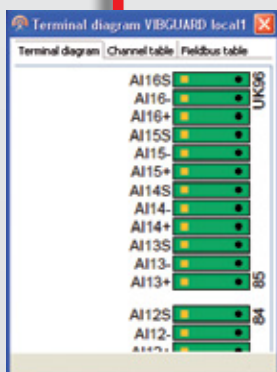 Terminal diagram VIBGUARD local1
Terminal diagram Channel table Fieldbus table
AI16S
UK96
AI16-
AI16+
AI15S
AI15-
AI15+
AI14S
AI14-
AI14+
AI13S
AI13-
AI13+
85
AI12S
84
AI12-
AI12+